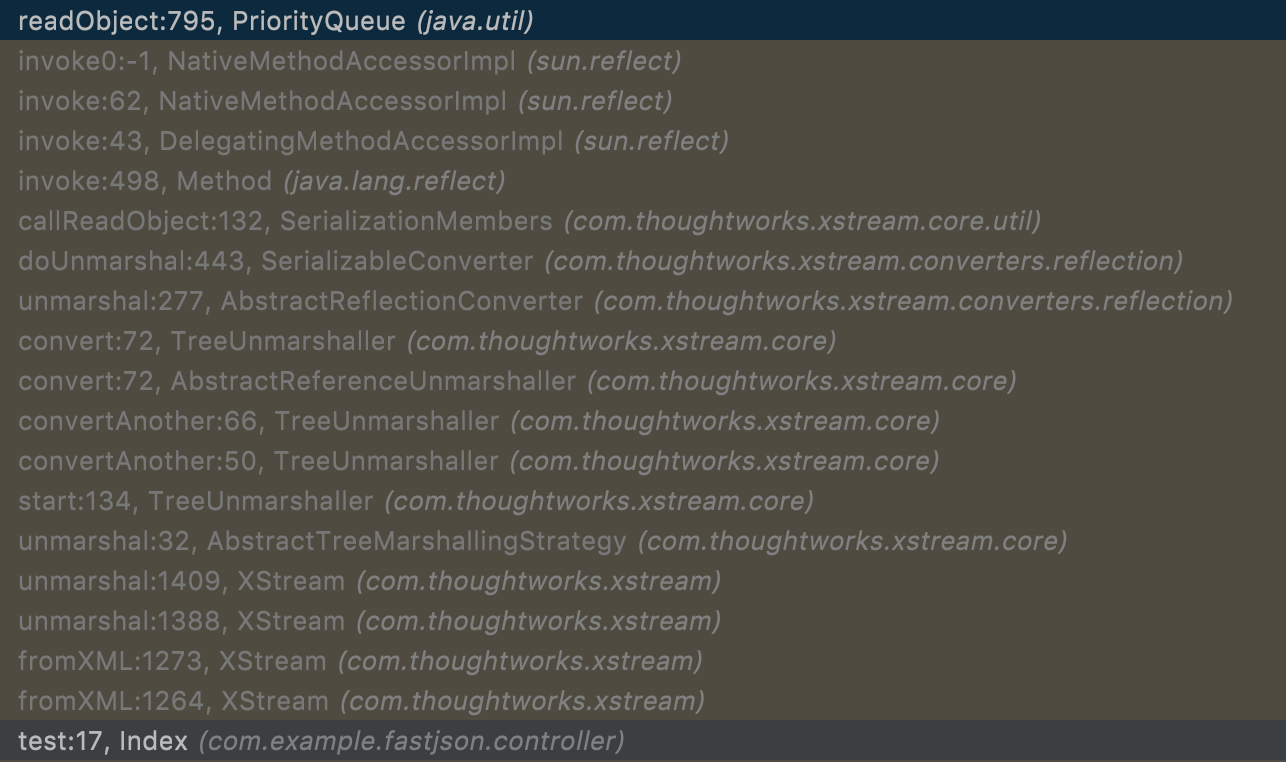 readObject:795, PriorityQueue (java.util)
invoke0:-1, NativeMethodAccessorImpl (sun.reflect)
invoke:62, NativeMethodAccessorImpl (sun.reflect)
invoke:43, DelegatingMethodAccessorImpl (sun.reflect)
invoke:498, Method (java.lang.reflect)
callReadObject:132, SerializationMembers (com.thoughtworks.xstream.core.util)
doUnmarshal:443, SerializableConverter (com.thoughtworks.xstream.converters.reflection)
unmarshal:277, AbstractReflectionConverter (com.thoughtworks.xstream.converters.reflection)
convert:72, TreeUnmarshaller (com.thoughtworks.xstream.core)
convert:72, AbstractReferenceUnmarshaller (com.thoughtworks.xstream.core)
convertAnother:66, TreeUnmarshaller (com.thoughtworks.xstream.core)
convertAnother:50, TreeUnmarshaller (com.thoughtworks.xstream.core)
start:134, TreeUnmarshaller (com.thoughtworks.xstream.core)
unmarshal:32, AbstractTreeMarshallingStrategy (com.thoughtworks.xstream.core)
unmarshal:1409, XStream (com.thoughtworks.xstream)
unmarshal:1388, XStream (com.thoughtworks.xstream)
fromXML:1273, XStream (com.thoughtworks.xstream)
fromXML:1264, XStream (com.thoughtworks.xstream)
test:17, Index (com.example.fastjson.controller)